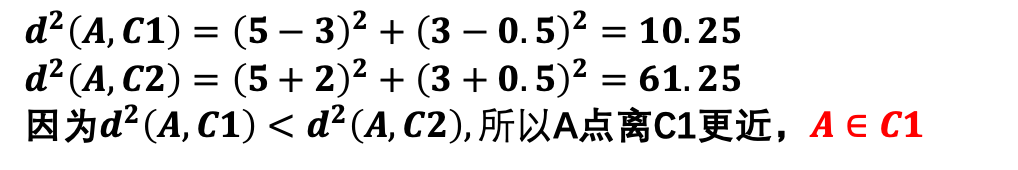 d²(A, C1) = (5 − 3)² + (3 − 0.5)² = 10.25
d²(A, C2) = (5 + 2)² + (3 + 0.5)² = 61.25
因为d²(A, C1) < d²(A, C2),所以A点离C1更近，A ∈ C1